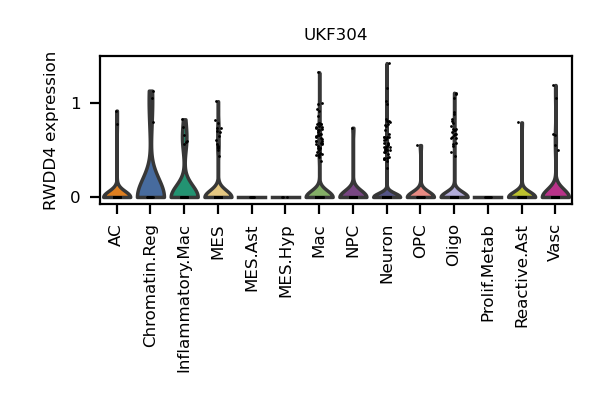 UKF304
RWDD4 expression
1
0
AC
Chromatin.Reg
Inflammatory.Mac
MES
MES.Ast
MES.Hyp
Mac
NPC
Neuron
OPC
Oligo
Prolif.Metab
Reactive.Ast
Vasc